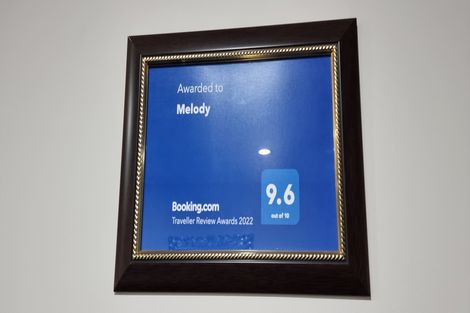 Awarded to
Melody
9.6
out of 10
Booking.com
Traveller Review Awards 2022